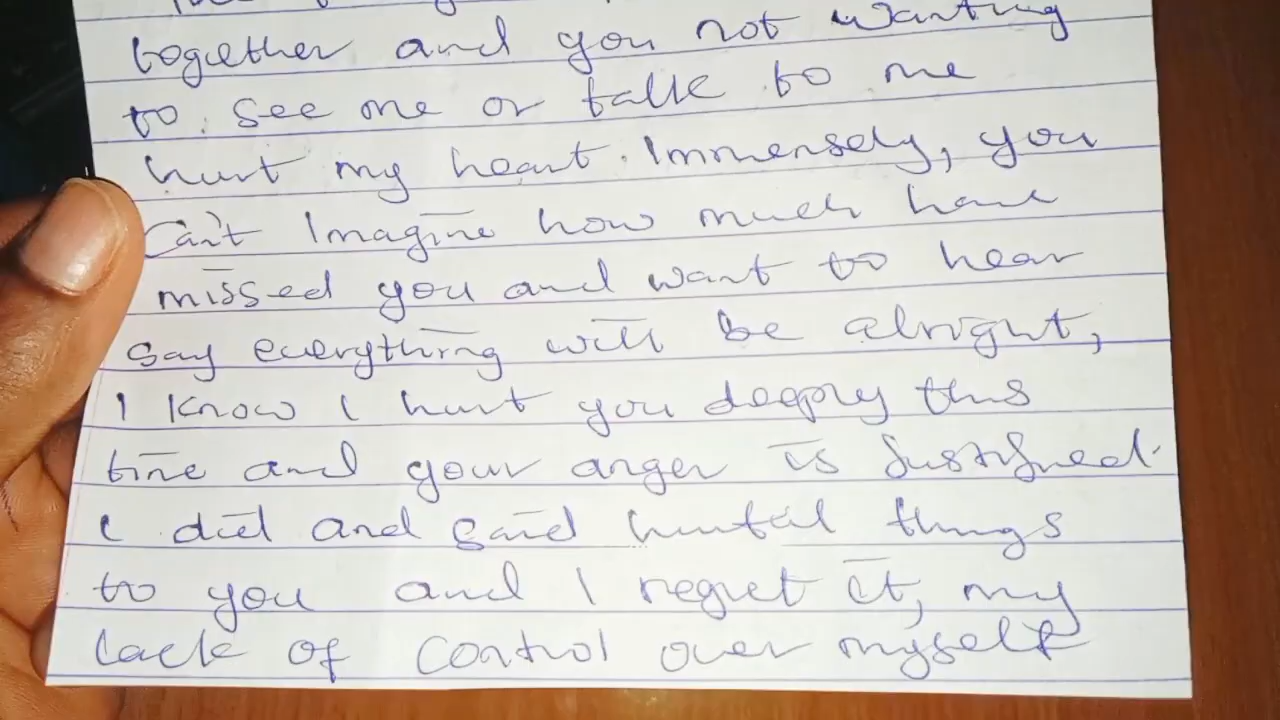 together and you not wanting
to see me or talk to me
hurt my heart. Immensely, you
Can't Imagine how much have
missed you and want to hear
say everything will be alright,
I know I hurt you deeply this
time and your anger is Justified.
I did and said hurtful things
to you and I regret it, my
lack of control over myself